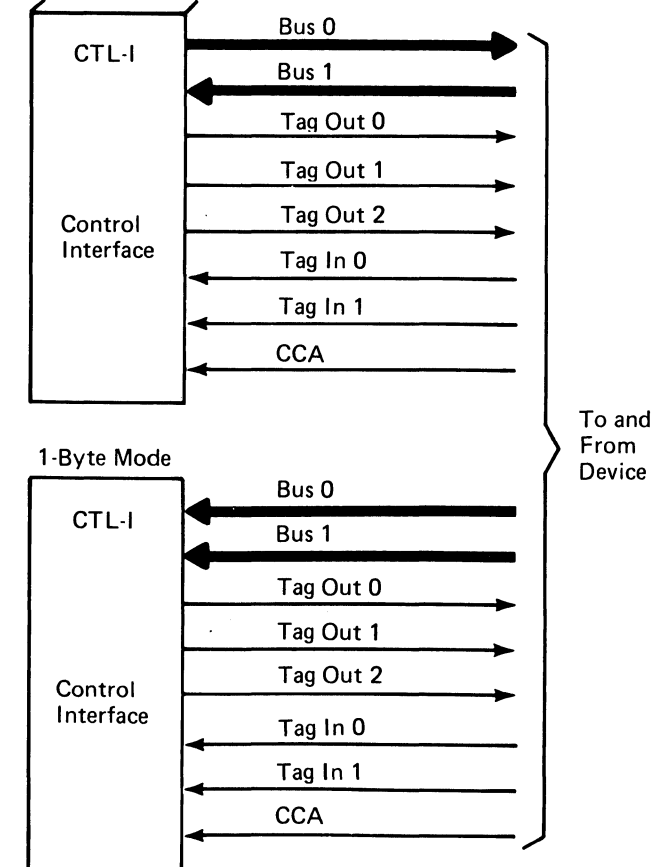 CTL-I
Control
Interface
Bus 0
Bus 1
Tag Out 0
Tag Out 1
Tag Out 2
Tag In 0
Tag In 1
CCA
1-Byte Mode
CTL-I
Control
Interface
Bus 0
Bus 1
Tag Out 0
Tag Out 1
Tag Out 2
Tag In 0
Tag In 1
CCA
To and
From
Device